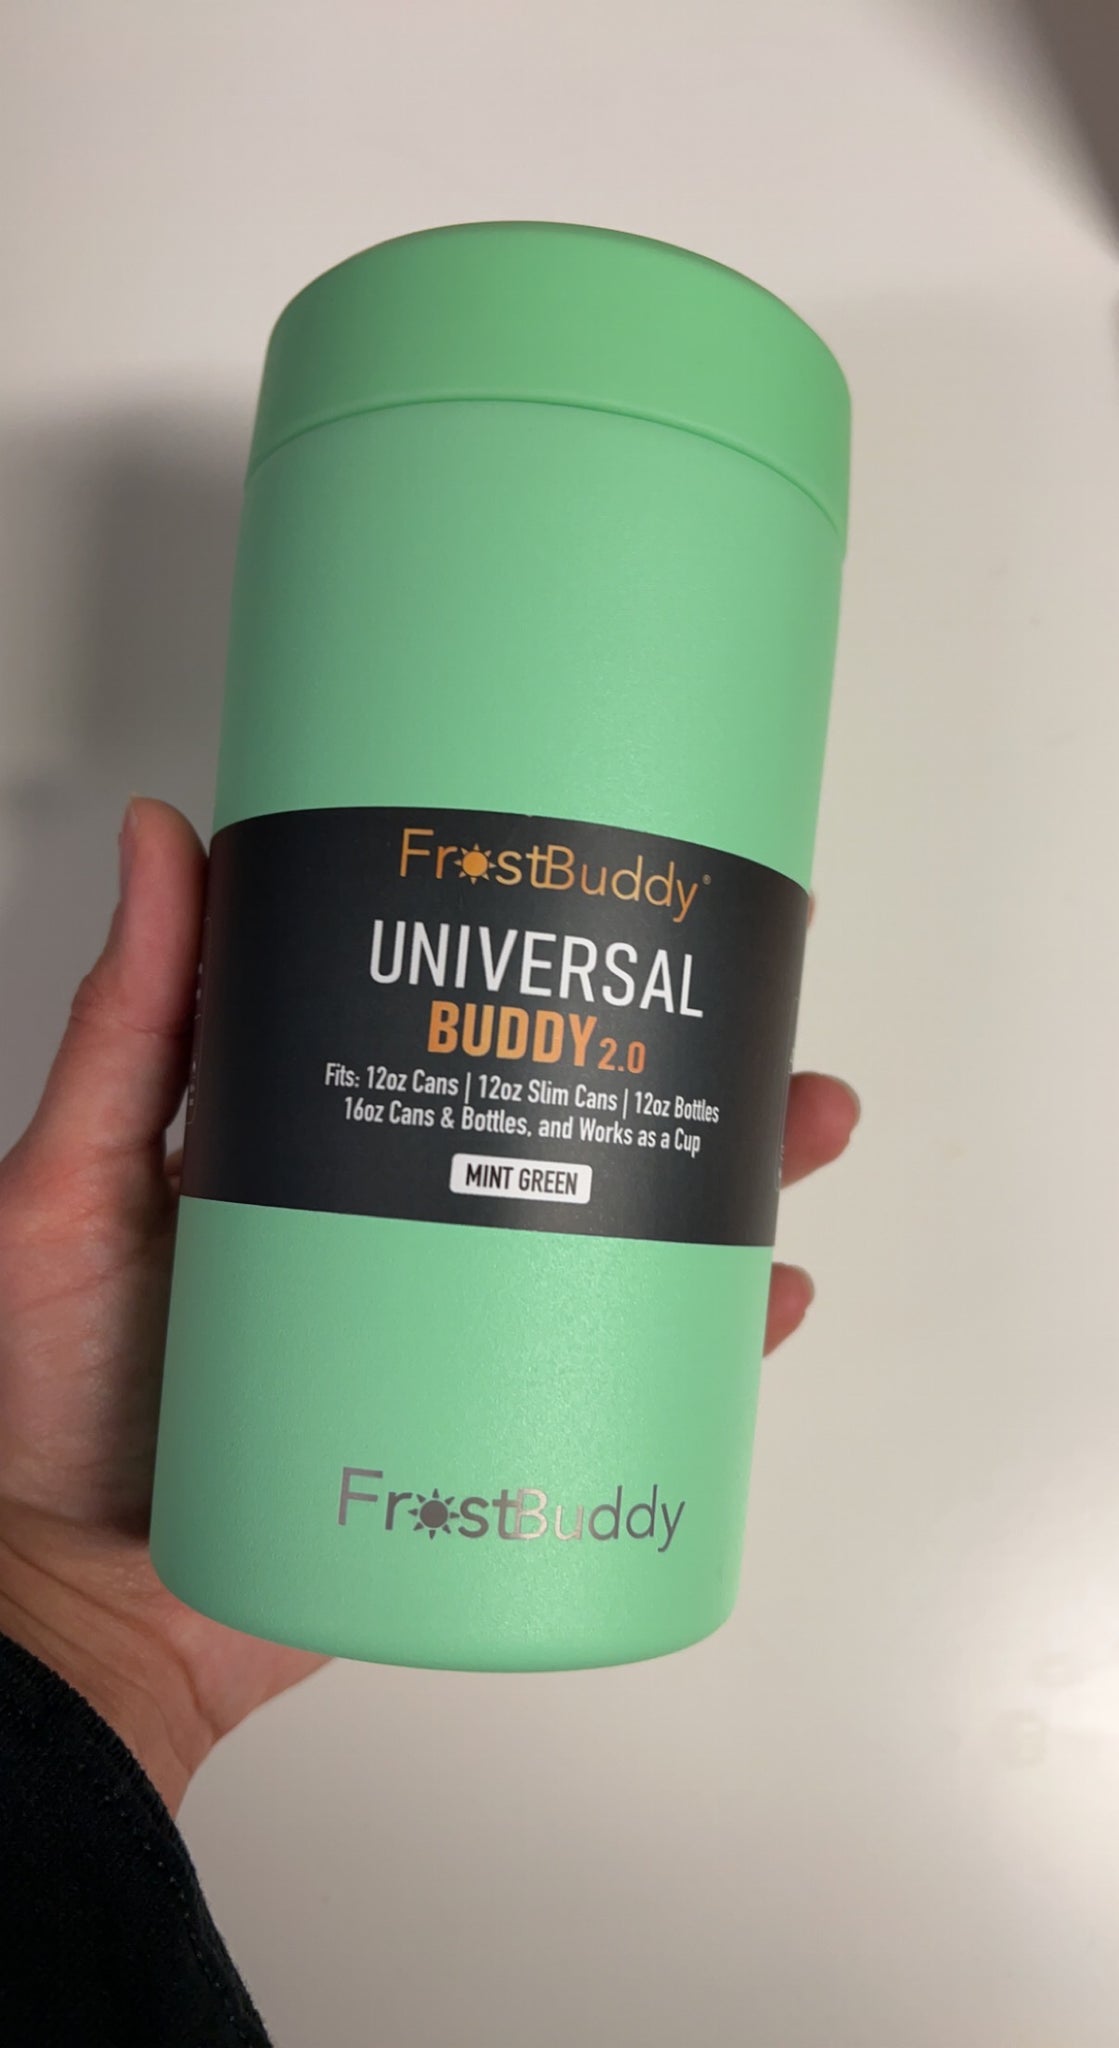 FrostBuddy®
UNIVERSAL
BUDDY 2.0
Fits: 12oz Cans | 12oz Slim Cans | 12oz Bottles
16oz Cans & Bottles, and Works as a Cup
MINT GREEN
FrostBuddy